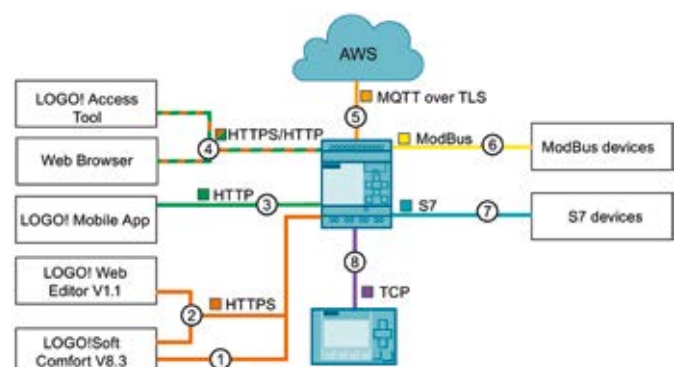 AWS
LOGO! Access
Tool
MQTT over TLS
5
HTTPS/HTTP
4
ModBus
6
ModBus devices
Web Browser
HTTP
3
LOGO! Mobile App
S7
7
S7 devices
8
LOGO! Web
Editor V1.1
HTTPS
2
TCP
LOGO!Soft
Comfort V8.3
1